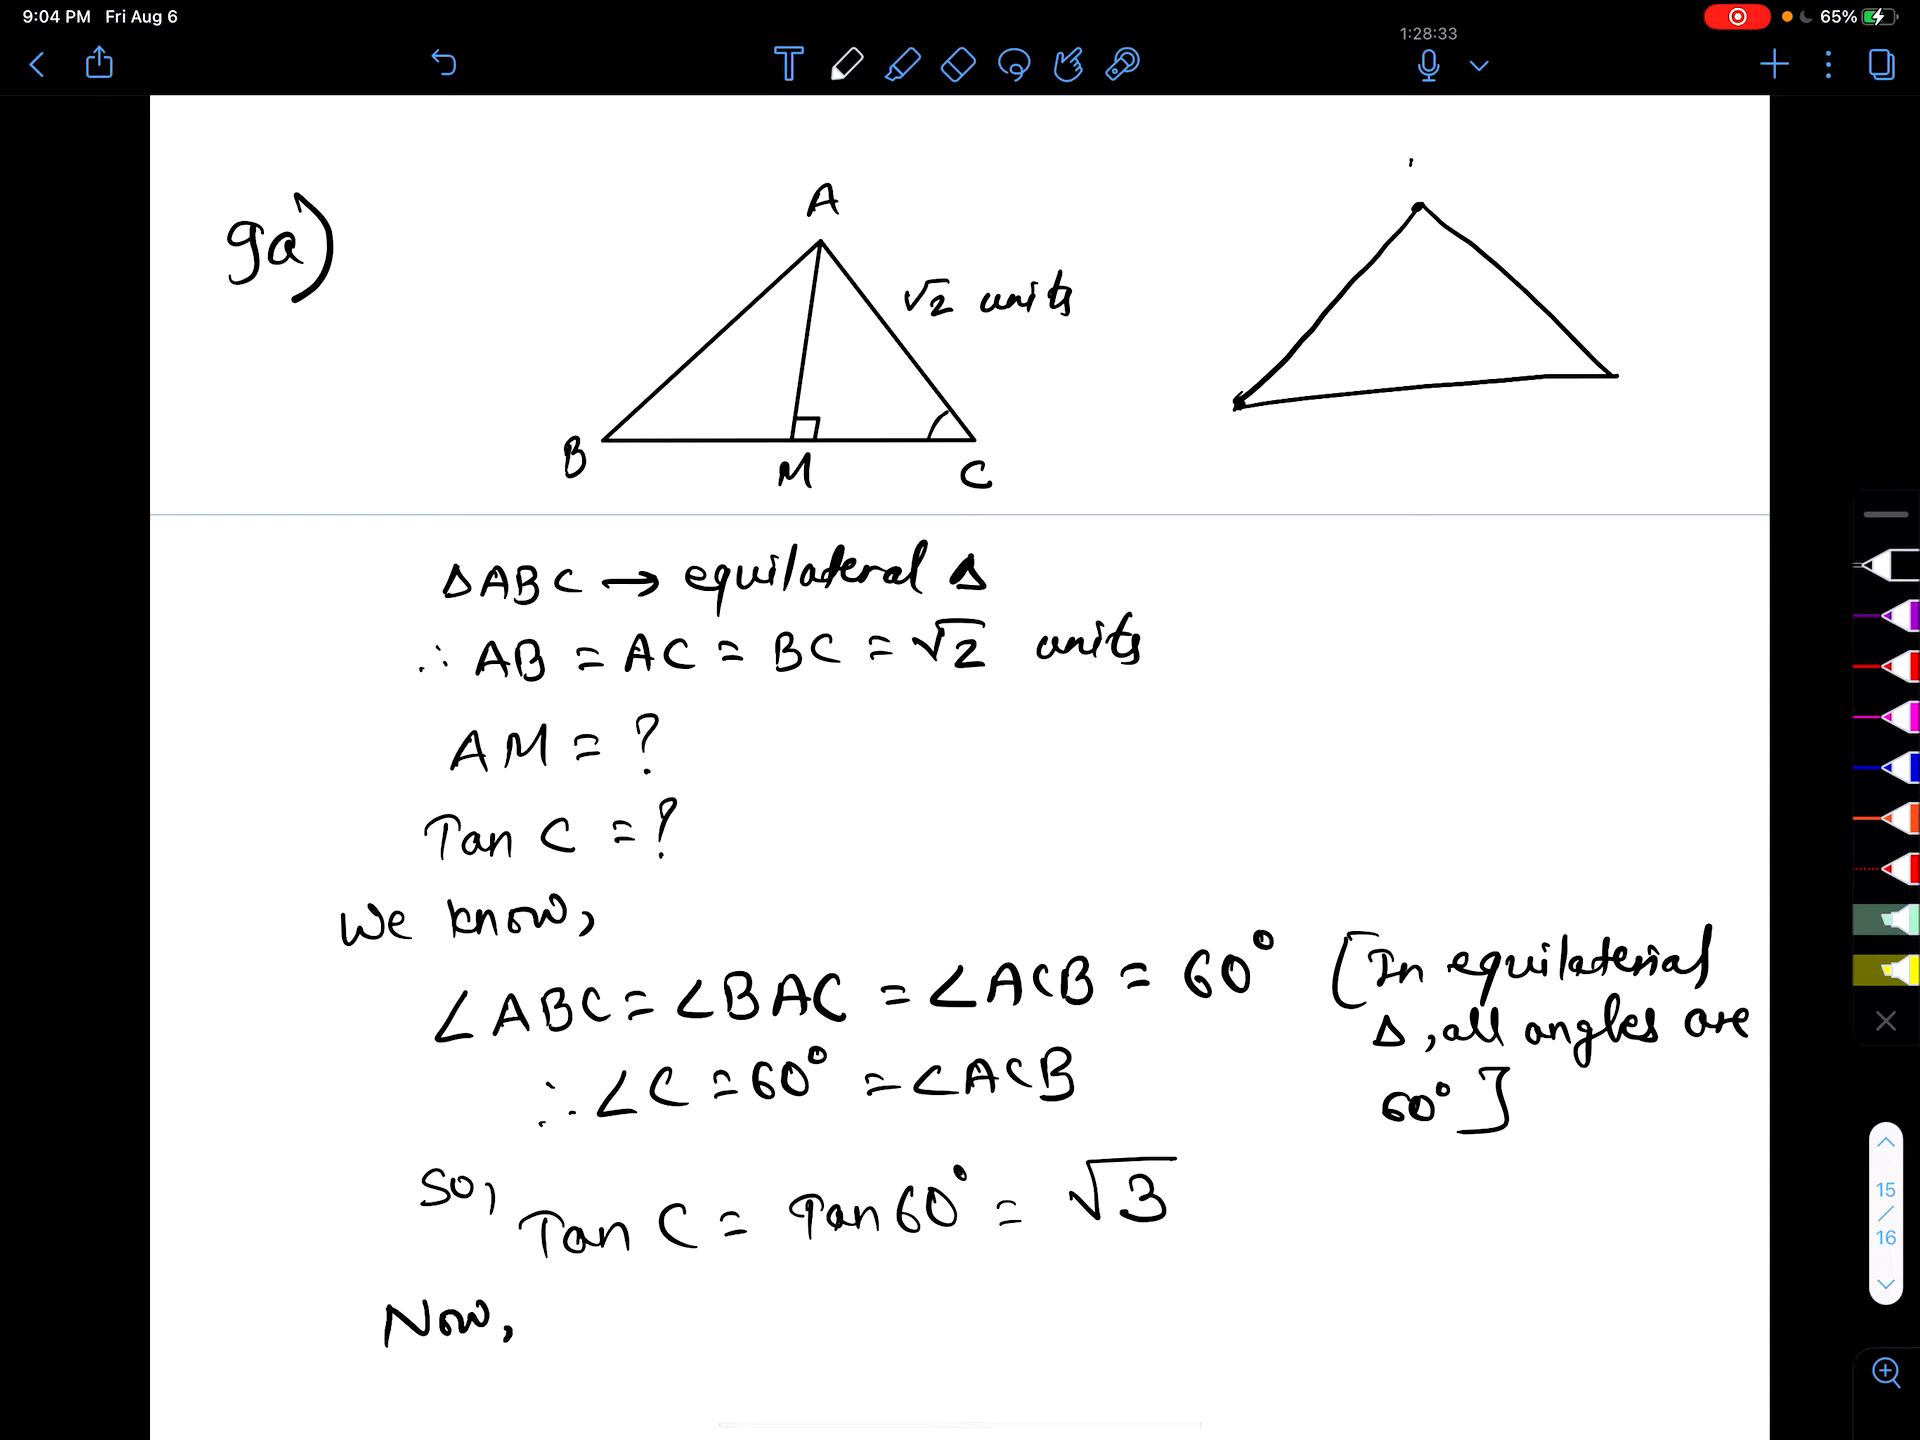 9:04 PM Fri Aug 6
65%
1:28:33
9a)
A
√2 units
B
M
C
∆ABC → equilateral ∆
∴ AB = AC = BC = √2 units
AM = ?
Tan C = ?
We know,
∠ABC = ∠BAC = ∠ACB = 60° [In equilaterial
∆, all angles are
60°]
∴ ∠C = 60° = ∠ACB
So,
Tan C = Tan 60° = √3
Now,
15
/
16